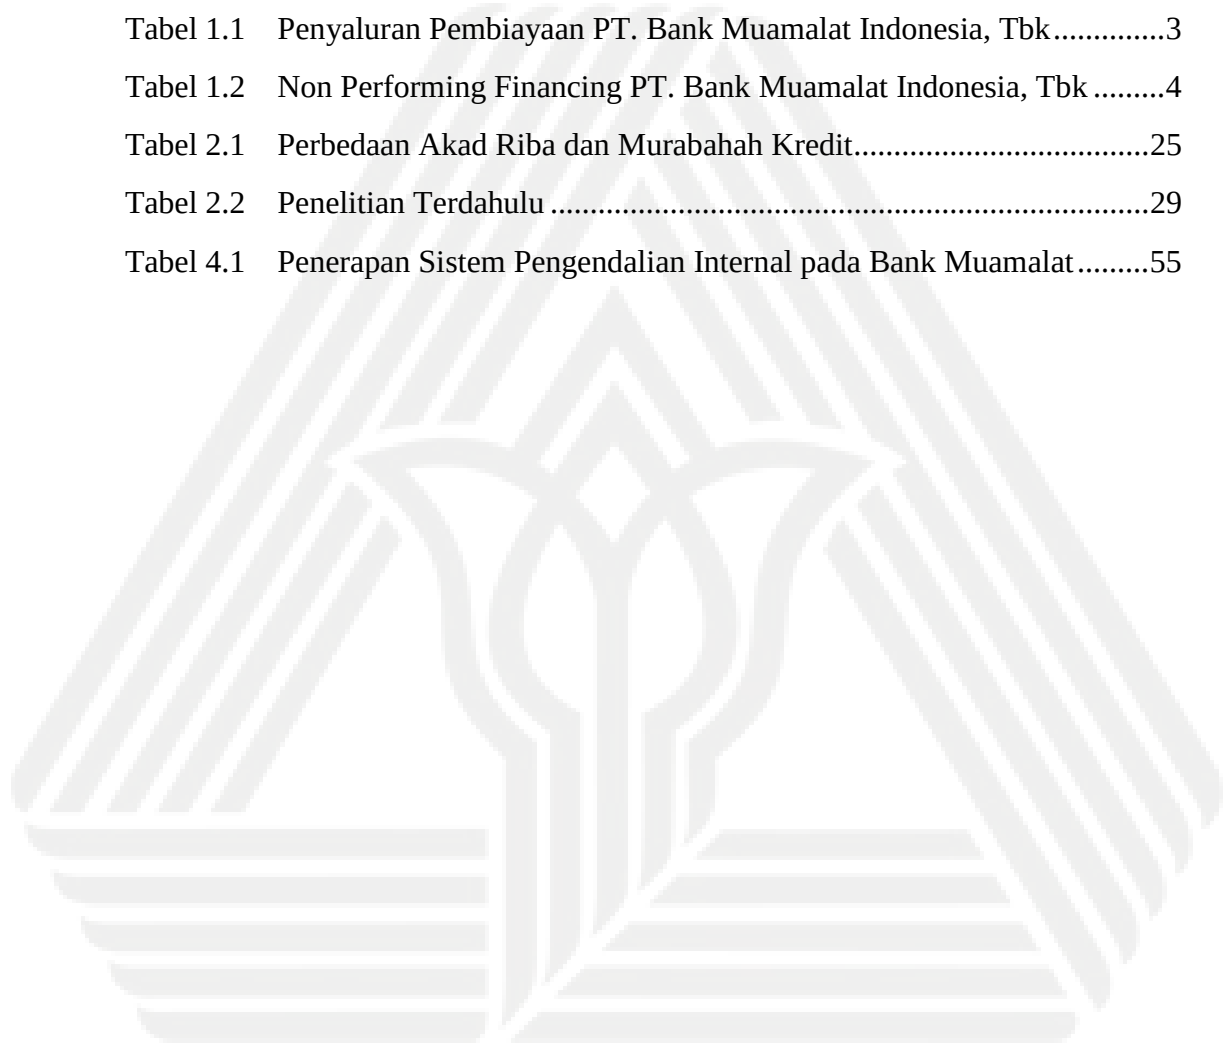 Tabel 1.1 Penyaluran Pembiayaan PT. Bank Muamalat Indonesia, Tbk..............3
Tabel 1.2 Non Performing Financing PT. Bank Muamalat Indonesia, Tbk .........4
Tabel 2.1 Perbedaan Akad Riba dan Murabahah Kredit.....................................25
Tabel 2.2 Penelitian Terdahulu ...........................................................................29
Tabel 4.1 Penerapan Sistem Pengendalian Internal pada Bank Muamalat.........55